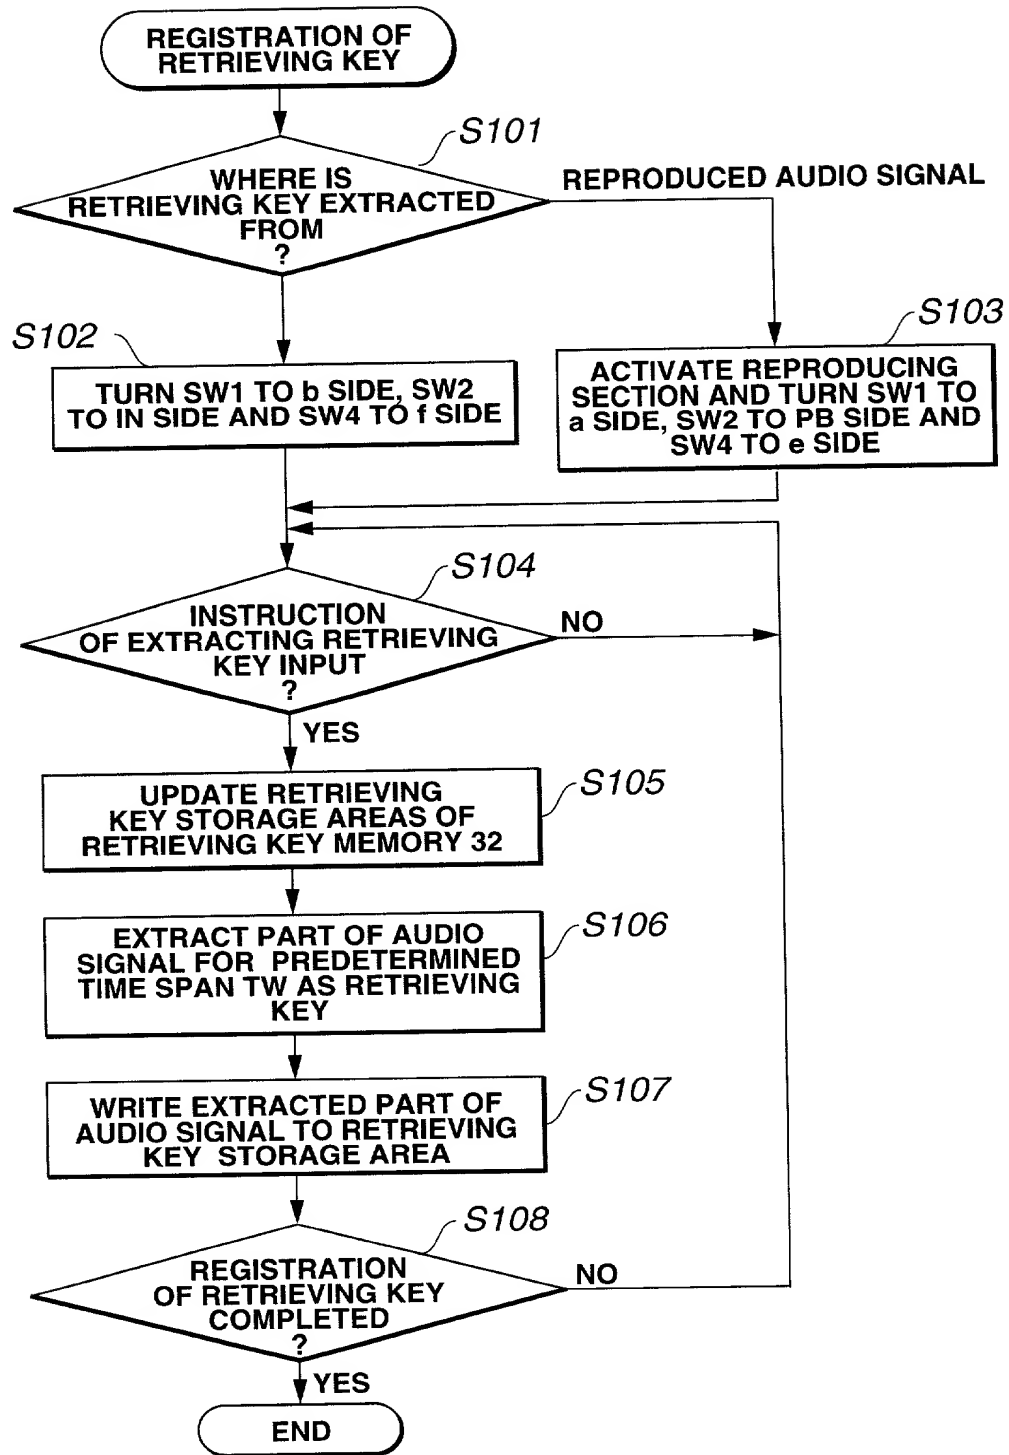 REGISTRATION OF
RETRIEVING KEY
S101
WHERE IS
RETRIEVING KEY EXTRACTED
FROM
?
REPRODUCED AUDIO SIGNAL
S102
TURN SW1 TO b SIDE, SW2
TO IN SIDE AND SW4 TO f SIDE
S103
ACTIVATE REPRODUCING
SECTION AND TURN SW1 TO
a SIDE, SW2 TO PB SIDE AND
SW4 TO e SIDE
S104
INSTRUCTION
OF EXTRACTING RETRIEVING
KEY INPUT
?
NO
YES
S105
UPDATE RETRIEVING
KEY STORAGE AREAS OF
RETRIEVING KEY MEMORY 32
S106
EXTRACT PART OF AUDIO
SIGNAL FOR PREDETERMINED
TIME SPAN TW AS RETRIEVING
KEY
S107
WRITE EXTRACTED PART OF
AUDIO SIGNAL TO RETRIEVING
KEY STORAGE AREA
S108
REGISTRATION
OF RETRIEVING KEY
COMPLETED
?
NO
YES
END